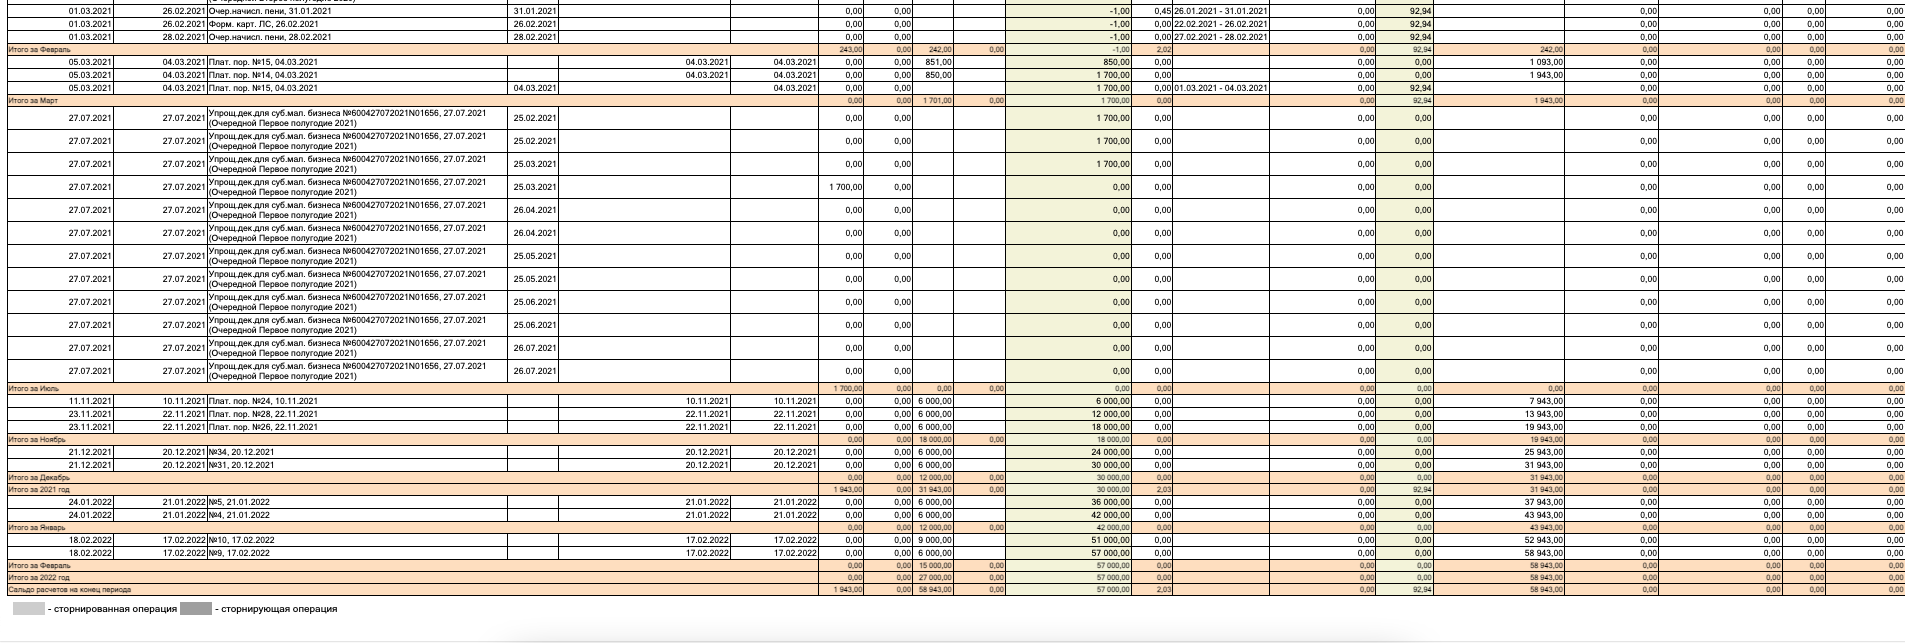 01.03.2021 26.02.2021 Очер.начисл. пени, 31.01.2021 31.01.2021 0,00 0,00 -1,00 0,45 26.01.2021 - 31.01.2021 0,00 92,94 0,00 0,00 0,00 0,00
01.03.2021 26.02.2021 Форм. карт. ЛС, 26.02.2021 26.02.2021 0,00 0,00 -1,00 0,00 22.02.2021 - 26.02.2021 0,00 92,94 0,00 0,00 0,00 0,00
01.03.2021 28.02.2021 Очер.начисл. пени, 28.02.2021 28.02.2021 0,00 0,00 -1,00 0,00 27.02.2021 - 28.02.2021 0,00 92,94 0,00 0,00 0,00 0,00
Итого за Февраль 243,00 0,00 242,00 0,00 -1,00 2,02 0,00 92,94 242,00 0,00 0,00 0,00 0,00
05.03.2021 04.03.2021 Плат. пор. №15, 04.03.2021 04.03.2021 04.03.2021 0,00 0,00 851,00 850,00 0,00 0,00 0,00 1 093,00 0,00 0,00 0,00 0,00
05.03.2021 04.03.2021 Плат. пор. №14, 04.03.2021 04.03.2021 04.03.2021 0,00 0,00 850,00 1 700,00 0,00 0,00 0,00 1 943,00 0,00 0,00 0,00 0,00
05.03.2021 04.03.2021 Плат. пор. №15, 04.03.2021 04.03.2021 04.03.2021 0,00 0,00 1 700,00 0,00 01.03.2021 - 04.03.2021 0,00 92,94 0,00 0,00 0,00 0,00
Итого за Март 0,00 0,00 1 701,00 0,00 1 700,00 0,00 0,00 92,94 1 943,00 0,00 0,00 0,00 0,00
Упрощ.дек.для суб.мал. бизнеса №600427072021N01656, 27.07.2021
27.07.2021 27.07.2021 (Очередной Первое полугодие 2021) 25.02.2021 0,00 0,00 1 700,00 0,00 0,00 0,00 0,00 0,00 0,00 0,00
Упрощ.дек.для суб.мал. бизнеса №600427072021N01656, 27.07.2021
27.07.2021 27.07.2021 (Очередной Первое полугодие 2021) 25.02.2021 0,00 0,00 1 700,00 0,00 0,00 0,00 0,00 0,00 0,00 0,00
Упрощ.дек.для суб.мал. бизнеса №600427072021N01656, 27.07.2021
27.07.2021 27.07.2021 (Очередной Первое полугодие 2021) 25.03.2021 0,00 0,00 1 700,00 0,00 0,00 0,00 0,00 0,00 0,00 0,00
Упрощ.дек.для суб.мал. бизнеса №600427072021N01656, 27.07.2021
27.07.2021 27.07.2021 (Очередной Первое полугодие 2021) 25.03.2021 1 700,00 0,00 0,00 0,00 0,00 0,00 0,00 0,00 0,00 0,00
Упрощ.дек.для суб.мал. бизнеса №600427072021N01656, 27.07.2021
27.07.2021 27.07.2021 (Очередной Первое полугодие 2021) 26.04.2021 0,00 0,00 0,00 0,00 0,00 0,00 0,00 0,00 0,00 0,00
Упрощ.дек.для суб.мал. бизнеса №600427072021N01656, 27.07.2021
27.07.2021 27.07.2021 (Очередной Первое полугодие 2021) 26.04.2021 0,00 0,00 0,00 0,00 0,00 0,00 0,00 0,00 0,00 0,00
Упрощ.дек.для суб.мал. бизнеса №600427072021N01656, 27.07.2021
27.07.2021 27.07.2021 (Очередной Первое полугодие 2021) 25.05.2021 0,00 0,00 0,00 0,00 0,00 0,00 0,00 0,00 0,00 0,00
Упрощ.дек.для суб.мал. бизнеса №600427072021N01656, 27.07.2021
27.07.2021 27.07.2021 (Очередной Первое полугодие 2021) 25.05.2021 0,00 0,00 0,00 0,00 0,00 0,00 0,00 0,00 0,00 0,00
Упрощ.дек.для суб.мал. бизнеса №600427072021N01656, 27.07.2021
27.07.2021 27.07.2021 (Очередной Первое полугодие 2021) 25.06.2021 0,00 0,00 0,00 0,00 0,00 0,00 0,00 0,00 0,00 0,00
Упрощ.дек.для суб.мал. бизнеса №600427072021N01656, 27.07.2021
27.07.2021 27.07.2021 (Очередной Первое полугодие 2021) 25.06.2021 0,00 0,00 0,00 0,00 0,00 0,00 0,00 0,00 0,00 0,00
Упрощ.дек.для суб.мал. бизнеса №600427072021N01656, 27.07.2021
27.07.2021 27.07.2021 (Очередной Первое полугодие 2021) 26.07.2021 0,00 0,00 0,00 0,00 0,00 0,00 0,00 0,00 0,00 0,00
Упрощ.дек.для суб.мал. бизнеса №600427072021N01656, 27.07.2021
27.07.2021 27.07.2021 (Очередной Первое полугодие 2021) 26.07.2021 0,00 0,00 0,00 0,00 0,00 0,00 0,00 0,00 0,00 0,00
Итого за Июль 1 700,00 0,00 0,00 0,00 0,00 0,00 0,00 0,00 0,00 0,00 0,00 0,00 0,00
11.11.2021 10.11.2021 Плат. пор. №24, 10.11.2021 10.11.2021 10.11.2021 0,00 0,00 6 000,00 6 000,00 0,00 0,00 0,00 7 943,00 0,00 0,00 0,00 0,00
23.11.2021 22.11.2021 Плат. пор. №28, 22.11.2021 22.11.2021 22.11.2021 0,00 0,00 6 000,00 12 000,00 0,00 0,00 0,00 13 943,00 0,00 0,00 0,00 0,00
23.11.2021 22.11.2021 Плат. пор. №26, 22.11.2021 22.11.2021 22.11.2021 0,00 0,00 6 000,00 18 000,00 0,00 0,00 0,00 19 943,00 0,00 0,00 0,00 0,00
Итого за Ноябрь 0,00 0,00 18 000,00 0,00 18 000,00 0,00 0,00 0,00 19 943,00 0,00 0,00 0,00 0,00
21.12.2021 20.12.2021 №34, 20.12.2021 20.12.2021 20.12.2021 0,00 0,00 6 000,00 24 000,00 0,00 0,00 0,00 25 943,00 0,00 0,00 0,00 0,00
21.12.2021 20.12.2021 №31, 20.12.2021 20.12.2021 20.12.2021 0,00 0,00 6 000,00 30 000,00 0,00 0,00 0,00 31 943,00 0,00 0,00 0,00 0,00
Итого за Декабрь 0,00 0,00 12 000,00 0,00 30 000,00 0,00 0,00 0,00 31 943,00 0,00 0,00 0,00 0,00
Итого за 2021 год 1 943,00 0,00 31 943,00 0,00 30 000,00 2,03 0,00 92,94 31 943,00 0,00 0,00 0,00 0,00
24.01.2022 21.01.2022 №5, 21.01.2022 21.01.2022 21.01.2022 0,00 0,00 6 000,00 36 000,00 0,00 0,00 0,00 37 943,00 0,00 0,00 0,00 0,00
24.01.2022 21.01.2022 №4, 21.01.2022 21.01.2022 21.01.2022 0,00 0,00 6 000,00 42 000,00 0,00 0,00 0,00 43 943,00 0,00 0,00 0,00 0,00
Итого за Январь 0,00 0,00 12 000,00 0,00 42 000,00 0,00 0,00 0,00 43 943,00 0,00 0,00 0,00 0,00
18.02.2022 17.02.2022 №10, 17.02.2022 17.02.2022 17.02.2022 0,00 0,00 9 000,00 51 000,00 0,00 0,00 0,00 52 943,00 0,00 0,00 0,00 0,00
18.02.2022 17.02.2022 №9, 17.02.2022 17.02.2022 17.02.2022 0,00 0,00 6 000,00 57 000,00 0,00 0,00 0,00 58 943,00 0,00 0,00 0,00 0,00
Итого за Февраль 0,00 0,00 15 000,00 0,00 57 000,00 0,00 0,00 0,00 58 943,00 0,00 0,00 0,00 0,00
Итого за 2022 год 0,00 0,00 27 000,00 0,00 57 000,00 0,00 0,00 0,00 58 943,00 0,00 0,00 0,00 0,00
Сальдо расчетов на конец периода 1 943,00 0,00 58 943,00 0,00 57 000,00 2,03 0,00 92,94 58 943,00 0,00 0,00 0,00 0,00
- сторнированная операция - сторнирующая операция